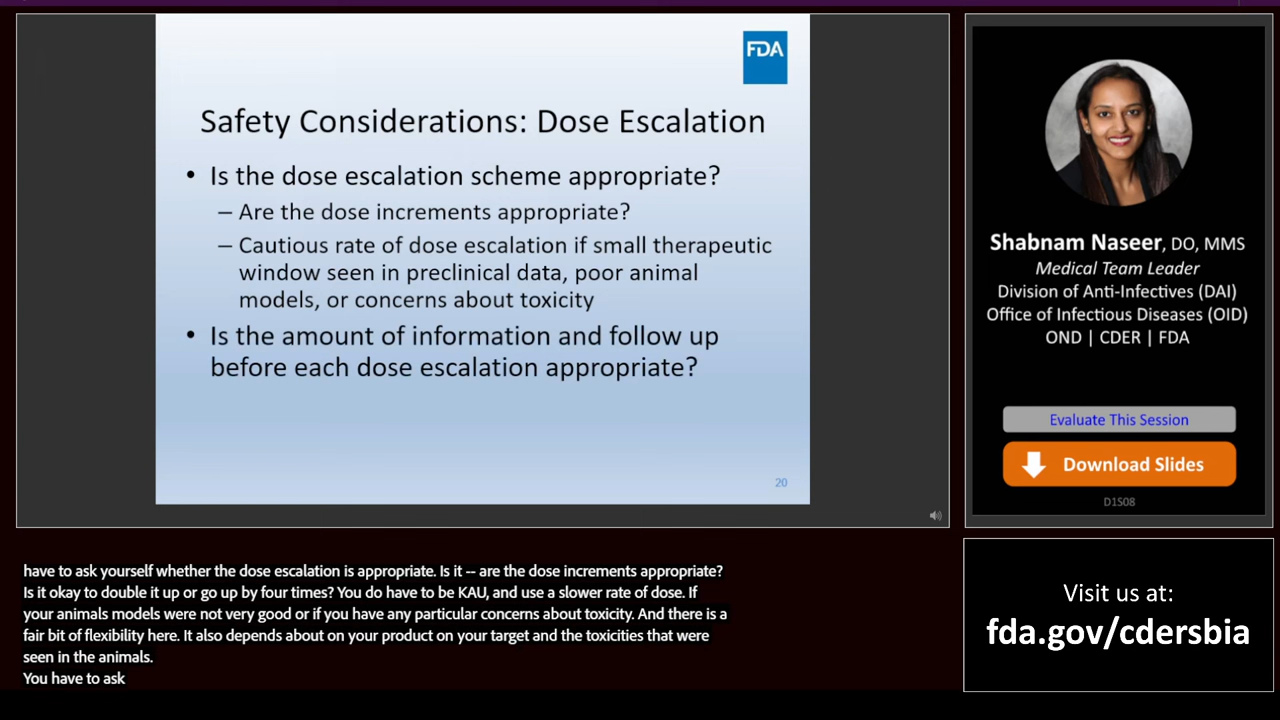 FDA
Safety Considerations: Dose Escalation
• Is the dose escalation scheme appropriate?
– Are the dose increments appropriate?
– Cautious rate of dose escalation if small therapeutic
window seen in preclinical data, poor animal
models, or concerns about toxicity
• Is the amount of information and follow up
before each dose escalation appropriate?
20
Shabnam Naseer, DO, MMS
Medical Team Leader
Division of Anti-Infectives (DAI)
Office of Infectious Diseases (OID)
OND | CDER | FDA
Evaluate This Session
Download Slides
D1S08
have to ask yourself whether the dose escalation is appropriate. Is it -- are the dose increments appropriate?
Is it okay to double it up or go up by four times? You do have to be KAU, and use a slower rate of dose. If
your animals models were not very good or if you have any particular concerns about toxicity. And there is a
fair bit of flexibility here. It also depends about on your product on your target and the toxicities that were
seen in the animals.
You have to ask
Visit us at:
fda.gov/cdersbia